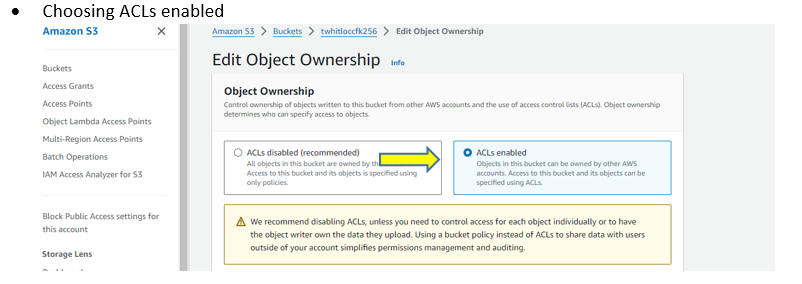 • Choosing ACLs enabled
Amazon S3 ×
Amazon S3 > Buckets > twhitloccfk256 > Edit Object Ownership
Edit Object Ownership Info
Buckets
Access Grants
Access Points
Object Lambda Access Points
Multi-Region Access Points
Batch Operations
IAM Access Analyzer for S3
Block Public Access settings for
this account
Storage Lens
Object Ownership
Control ownership of objects written to this bucket from other AWS accounts and the use of access control lists (ACLs). Object ownership
determines who can specify access to objects.
ACLs disabled (recommended)
All objects in this bucket are owned by
Access to this bucket and its objects is specified using
only policies.
ACLs enabled
Objects in this bucket can be owned by other AWS
accounts. Access to this bucket and its objects can be
specified using ACLs.
We recommend disabling ACLs, unless you need to control access for each object individually or to have
the object writer own the data they upload. Using a bucket policy instead of ACLs to share data with users
outside of your account simplifies permissions management and auditing.